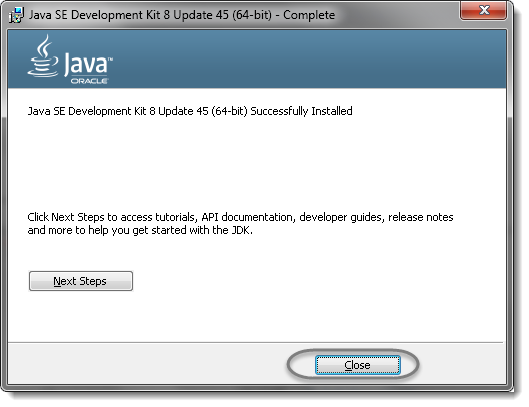 Java SE Development Kit 8 Update 45 (64-bit) - Complete
Java™
ORACLE
Java SE Development Kit 8 Update 45 (64-bit) Successfully Installed
Click Next Steps to access tutorials, API documentation, developer guides, release notes
and more to help you get started with the JDK.
Next Steps
Close